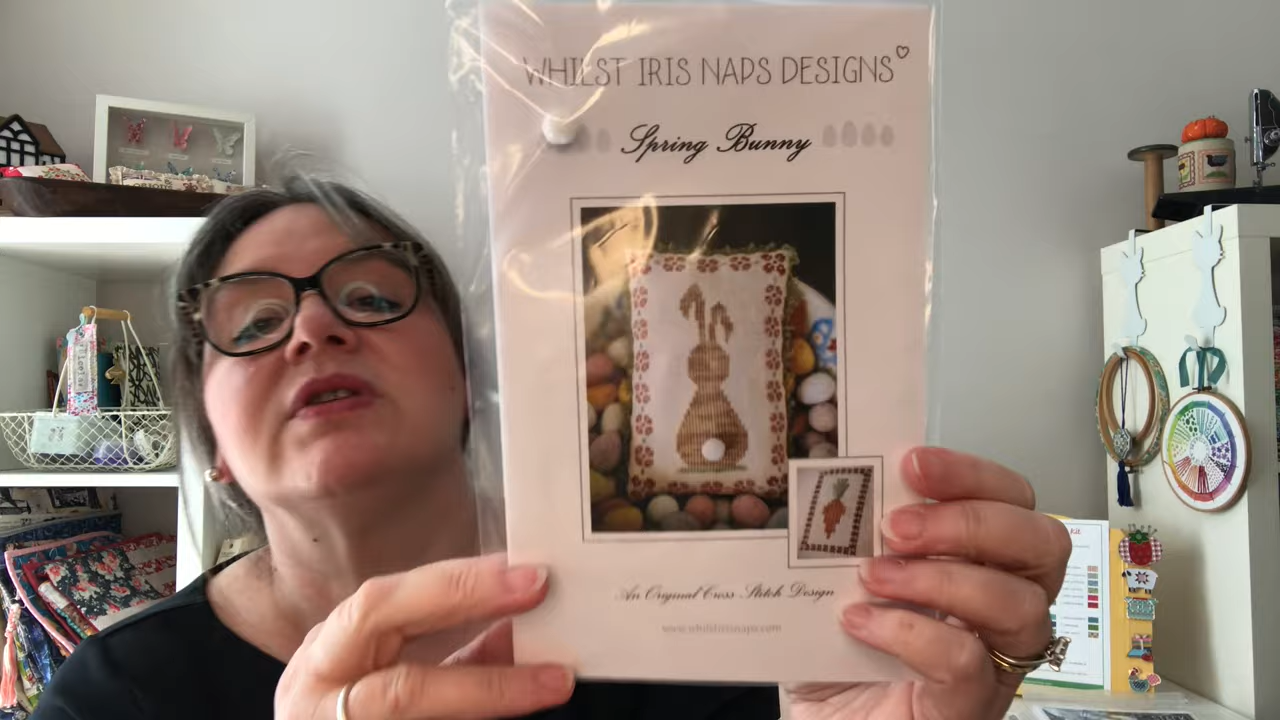 WHILST IRIS NAPS DESIGNS
Spring Bunny
An Original Cross Stitch Design
www.whilstirisnaps.com